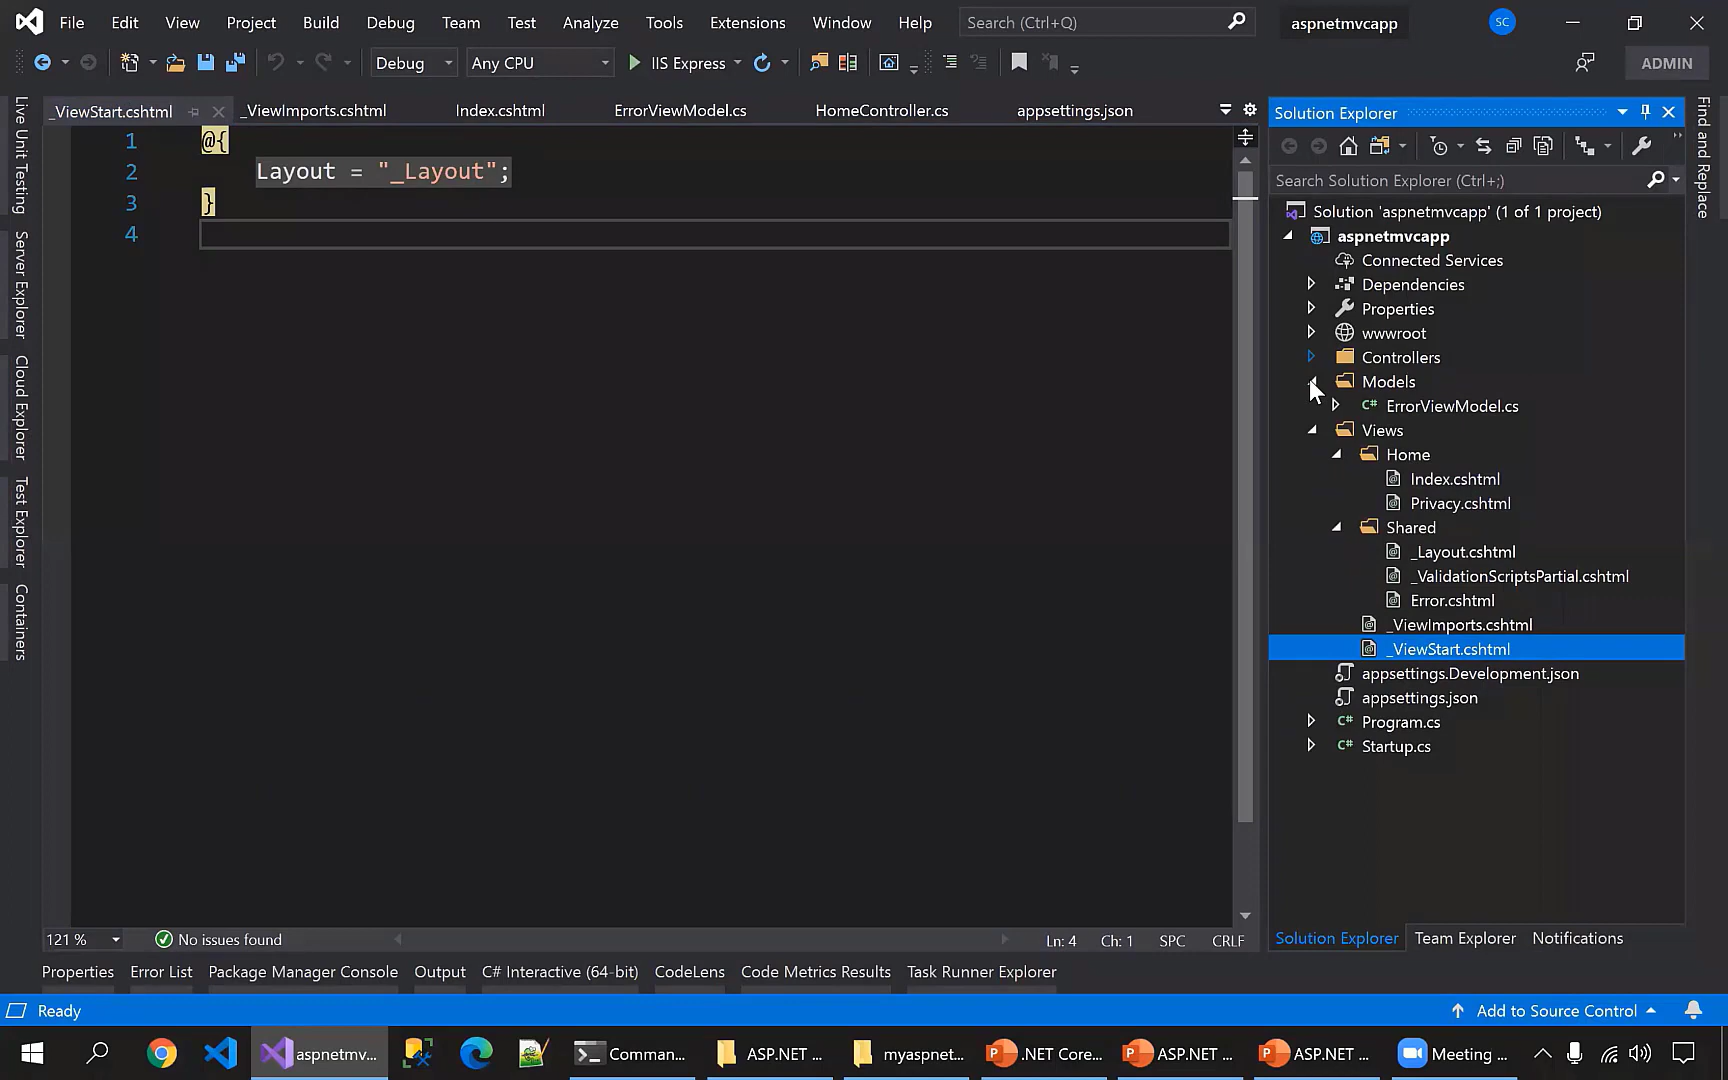 File Edit View Project Build Debug Team Test Analyze Tools Extensions Window Help Search (Ctrl+Q) aspnetmvcapp SC
Debug Any CPU IIS Express ADMIN
_ViewStart.cshtml _ViewImports.cshtml Index.cshtml ErrorViewModel.cs HomeController.cs appsettings.json
Live Unit Testing
Server Explorer
Cloud Explorer
Test Explorer
Containers
1 @{
2 Layout = "_Layout";
3 }
4
Solution Explorer
Search Solution Explorer (Ctrl+;)
Solution 'aspnetmvcapp' (1 of 1 project)
aspnetmvcapp
Connected Services
Dependencies
Properties
wwwroot
Controllers
Models
C# ErrorViewModel.cs
Views
Home
Index.cshtml
Privacy.cshtml
Shared
_Layout.cshtml
_ValidationScriptsPartial.cshtml
Error.cshtml
_ViewImports.cshtml
_ViewStart.cshtml
appsettings.Development.json
appsettings.json
C# Program.cs
C# Startup.cs
Find and Replace
121 % No issues found Ln: 4 Ch: 1 SPC CRLF
Solution Explorer Team Explorer Notifications
Properties Error List Package Manager Console Output C# Interactive (64-bit) CodeLens Code Metrics Results Task Runner Explorer
Ready Add to Source Control
aspnetmv... Comman... ASP.NET ... myaspnet... .NET Core... ASP.NET ... ASP.NET ... Meeting ...